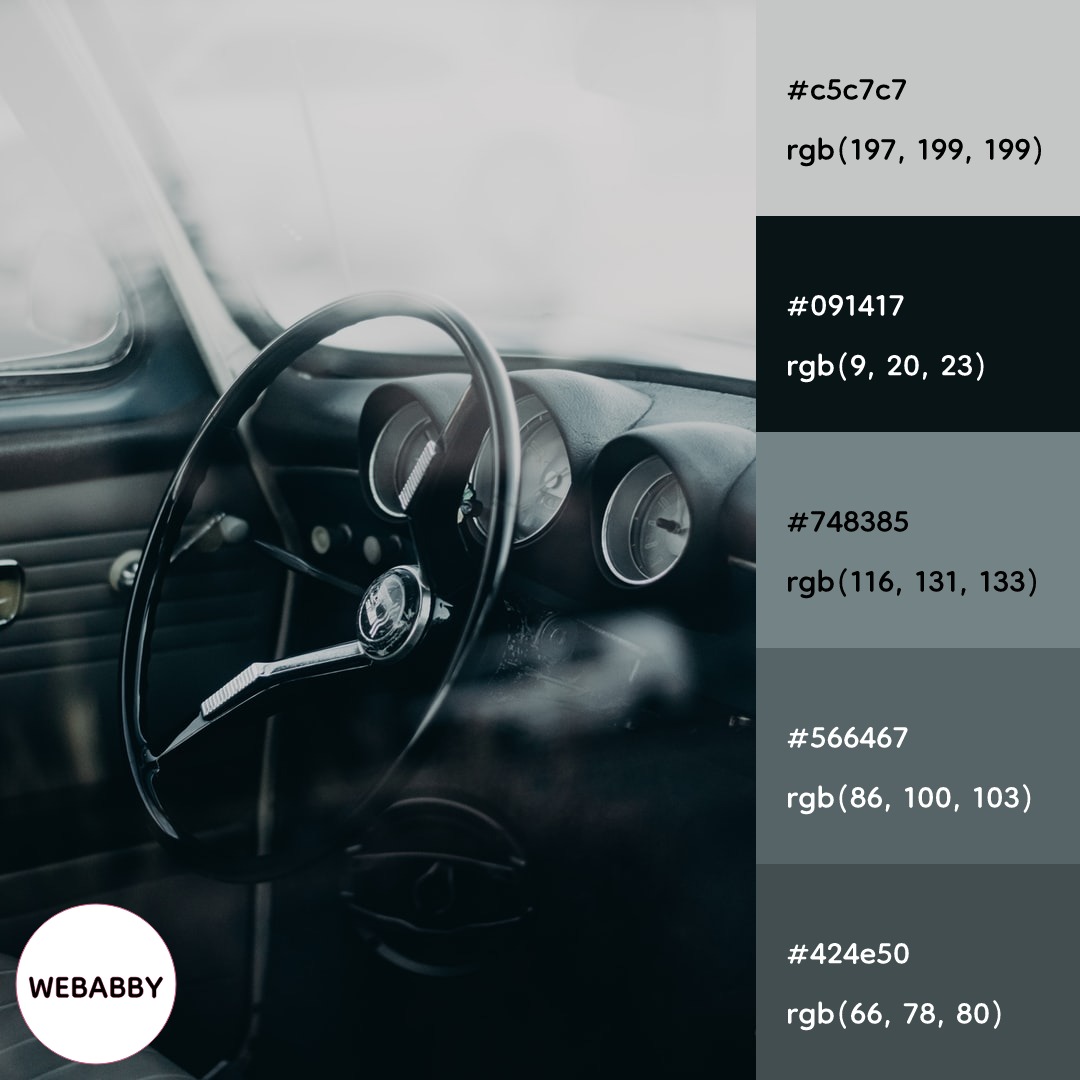 #c5c7c7
rgb(197, 199, 199)
#091417
rgb(9, 20, 23)
#748385
rgb(116, 131, 133)
#566467
rgb(86, 100, 103)
#424e50
rgb(66, 78, 80)
WEBABBY